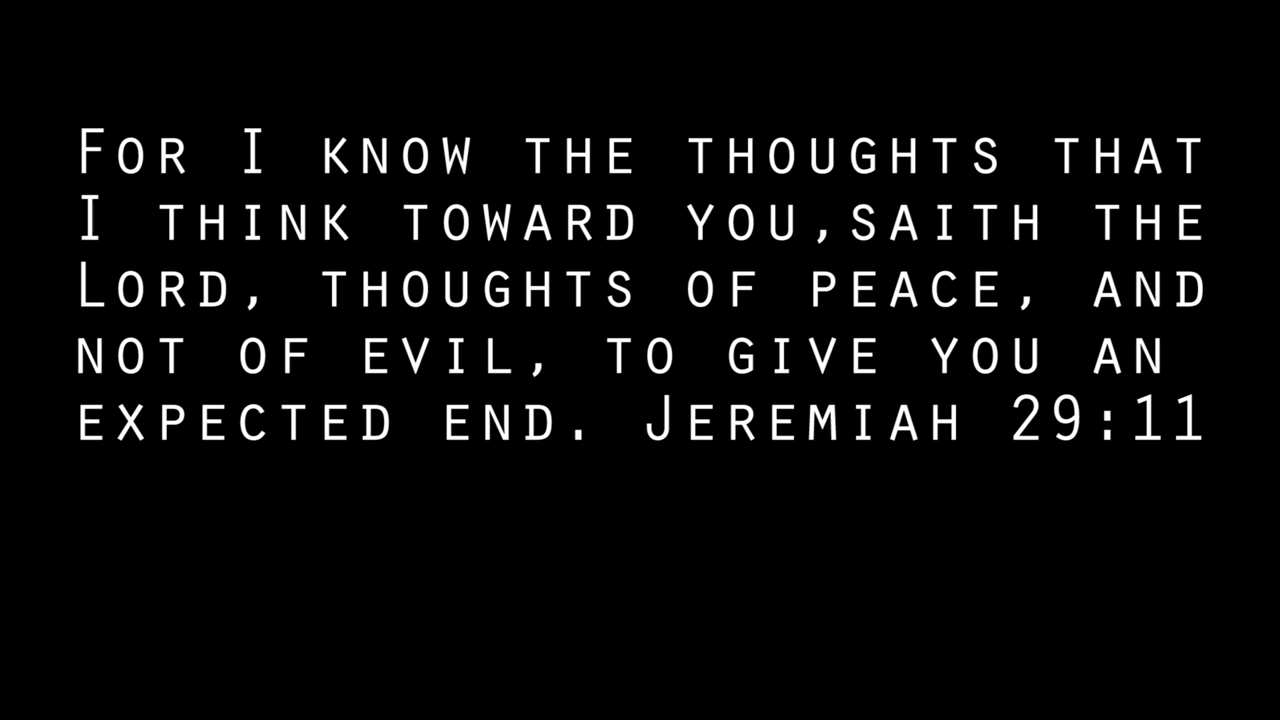 For I know the thoughts that
I think toward you,saith the
Lord, thoughts of peace, and
not of evil, to give you an
expected end. Jeremiah 29:11